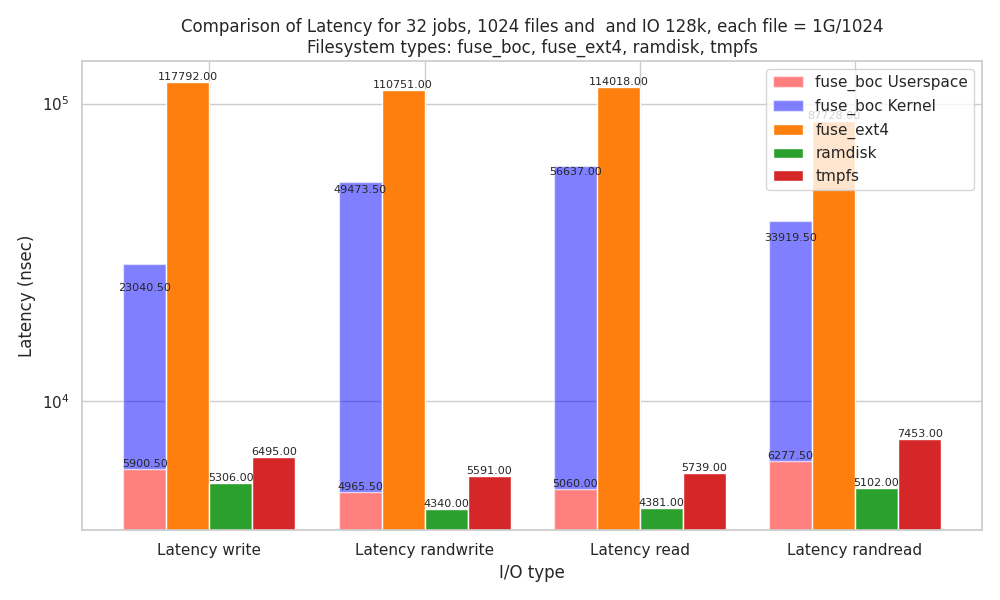 Comparison of Latency for 32 jobs, 1024 files and  and IO 128k, each file = 1G/1024
Filesystem types: fuse_boc, fuse_ext4, ramdisk, tmpfs
fuse_boc Userspace
fuse_boc Kernel
fuse_ext4
ramdisk
tmpfs
Latency (nsec)
10^5
10^4
23040.50
5900.50
117792.00
5306.00
6495.00
49473.50
4965.50
110751.00
4340.00
5591.00
56637.00
5060.00
114018.00
4381.00
5739.00
33919.50
6277.50
87728.00
5102.00
7453.00
Latency write
Latency randwrite
Latency read
Latency randread
I/O type